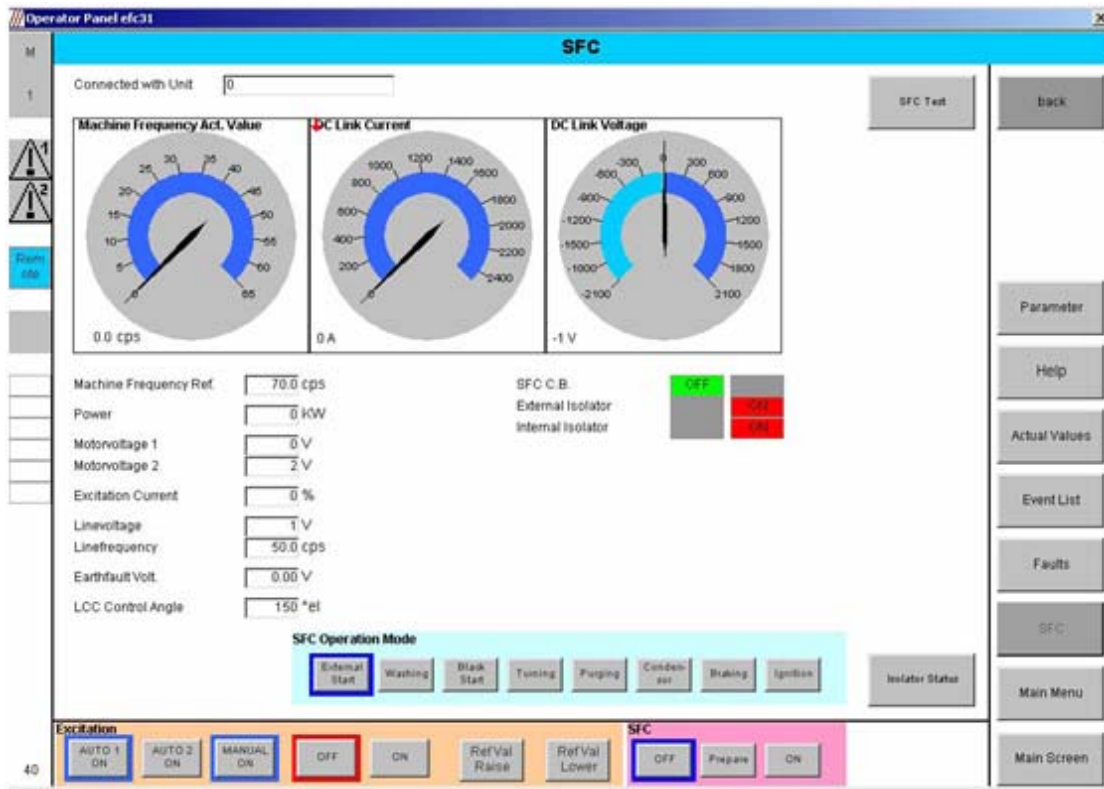 Operator Panel efc31
SFC
M
1
1
2
Remote
40
Connected with Unit 0
SFC Test
back
Machine Frequency Act. Value
0 5 10 15 20 25 30 35 40 45 50 55 60 65
0.0 cps
DC Link Current
0 200 400 600 800 1000 1200 1400 1600 1800 2000 2200 2400
0 A
DC Link Voltage
-2100 -1800 -1500 -1200 -900 -600 -300 0 300 600 900 1200 1500 1800 2100
-1 V
Parameter
Help
Actual Values
Event List
Faults
SFC
Main Menu
Main Screen
Machine Frequency Ref. 70.0 cps
Power 0 KW
Motorvoltage 1 0 V
Motorvoltage 2 2 V
Excitation Current 0 %
Linevoltage 1 V
Linefrequency 50.0 cps
Earthfault Volt. 0.00 V
LCC Control Angle 150 °el
SFC C.B. OFF
External Isolator ON
Internal Isolator ON
SFC Operation Mode
External Start
Washing
Black Start
Turning
Purging
Conden-sor
Braking
Ignition
Isolator Status
Excitation
AUTO 1 ON
AUTO 2 ON
MANUAL ON
OFF
ON
RefVal Raise
RefVal Lower
SFC
OFF
Prepare
ON